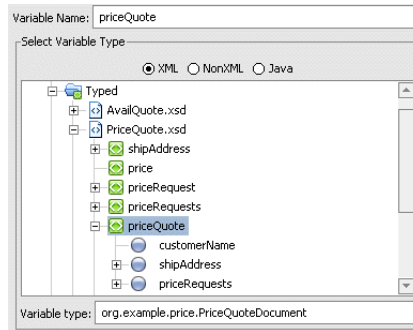 Variable Name: priceQuote
Select Variable Type
XML NonXML Java
Typed
AvailQuote.xsd
PriceQuote.xsd
shipAddress
price
priceRequest
priceRequests
priceQuote
customerName
shipAddress
priceRequests
Variable type: org.example.price.PriceQuoteDocument